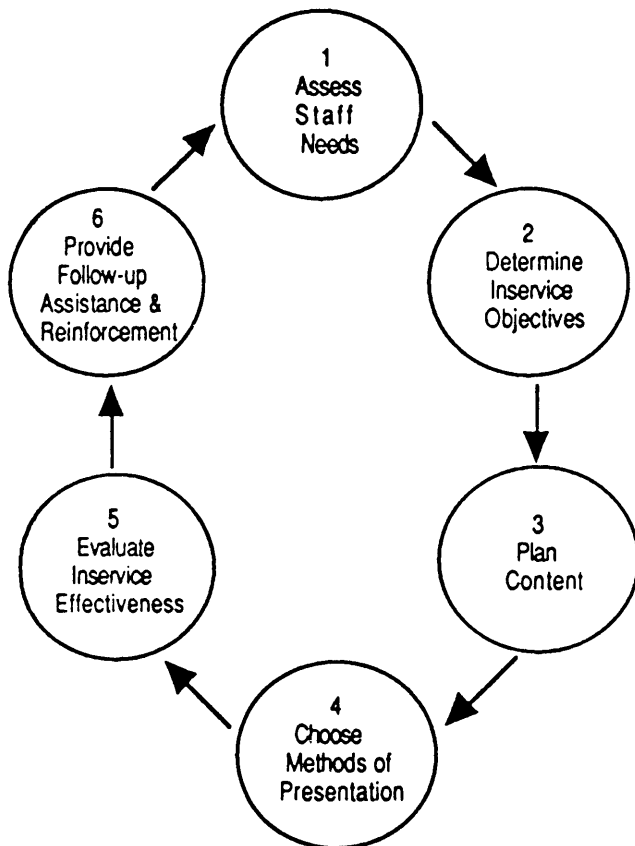 1
Assess
Staff
Needs
2
Determine
Inservice
Objectives
3
Plan
Content
4
Choose
Methods of
Presentation
5
Evaluate
Inservice
Effectiveness
6
Provide
Follow-up
Assistance &
Reinforcement